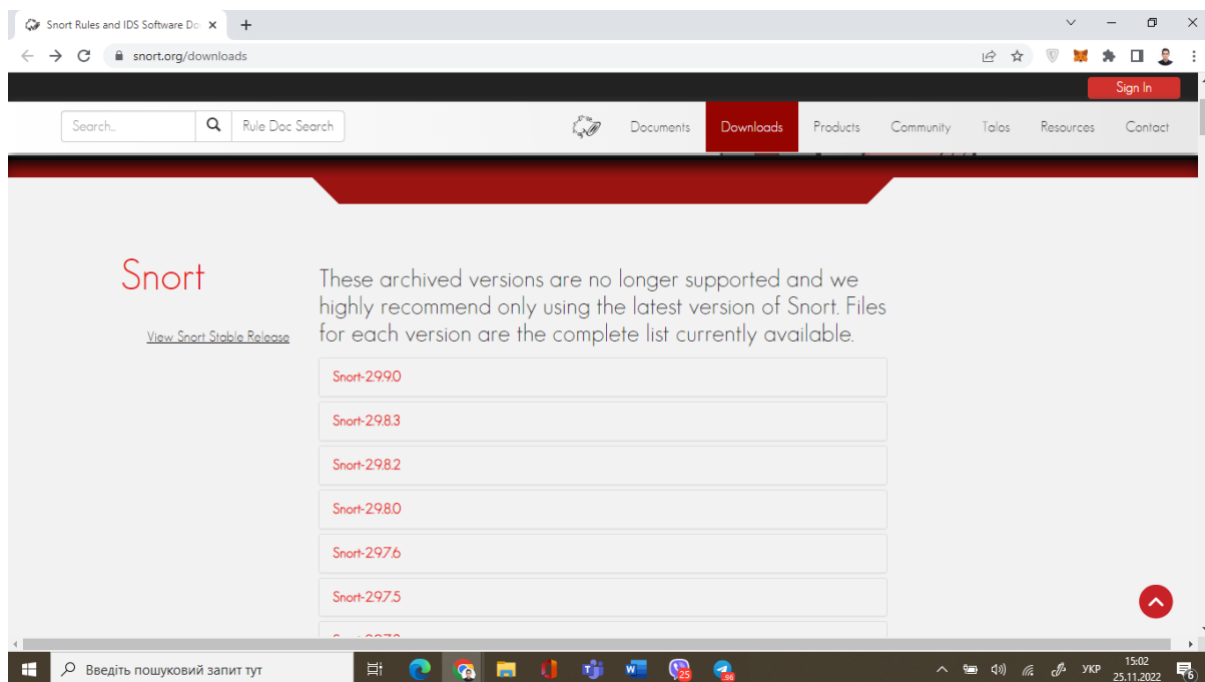 Snort Rules and IDS Software Do
snort.org/downloads
Sign In
Search..
Rule Doc Search
Documents
Downloads
Products
Community
Talos
Resources
Contact
Snort
View Snort Stable Release
These archived versions are no longer supported and we
highly recommend only using the latest version of Snort. Files
for each version are the complete list currently available.
Snort-2.9.9.0
Snort-2.9.8.3
Snort-2.9.8.2
Snort-2.9.8.0
Snort-2.9.7.6
Snort-2.9.7.5
Введіть пошуковий запит тут
25
96
УКР
15:02
25.11.2022
6